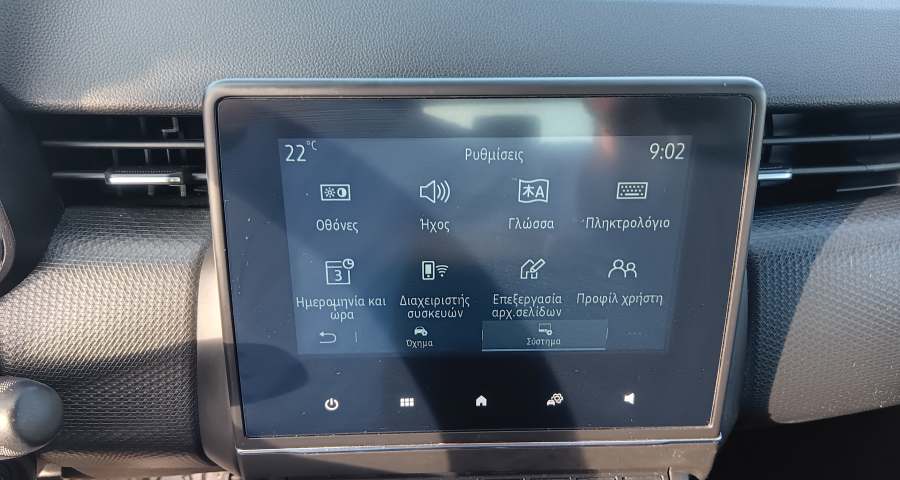 22°C Ρυθμίσεις 9:02
Οθόνες Ήχος Γλώσσα Πληκτρολόγιο
3
Ημερομηνία και ώρα Διαχειριστής συσκευών Επεξεργασία αρχ.σελίδων Προφίλ χρήστη
Όχημα Σύστημα